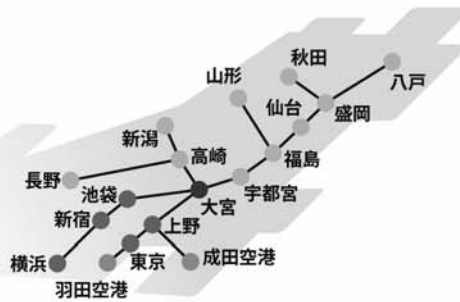 秋田
山形
八戸
仙台
盛岡
新潟
高崎
福島
長野
池袋
大宮
宇都宮
新宿
上野
横浜
東京
成田空港
羽田空港